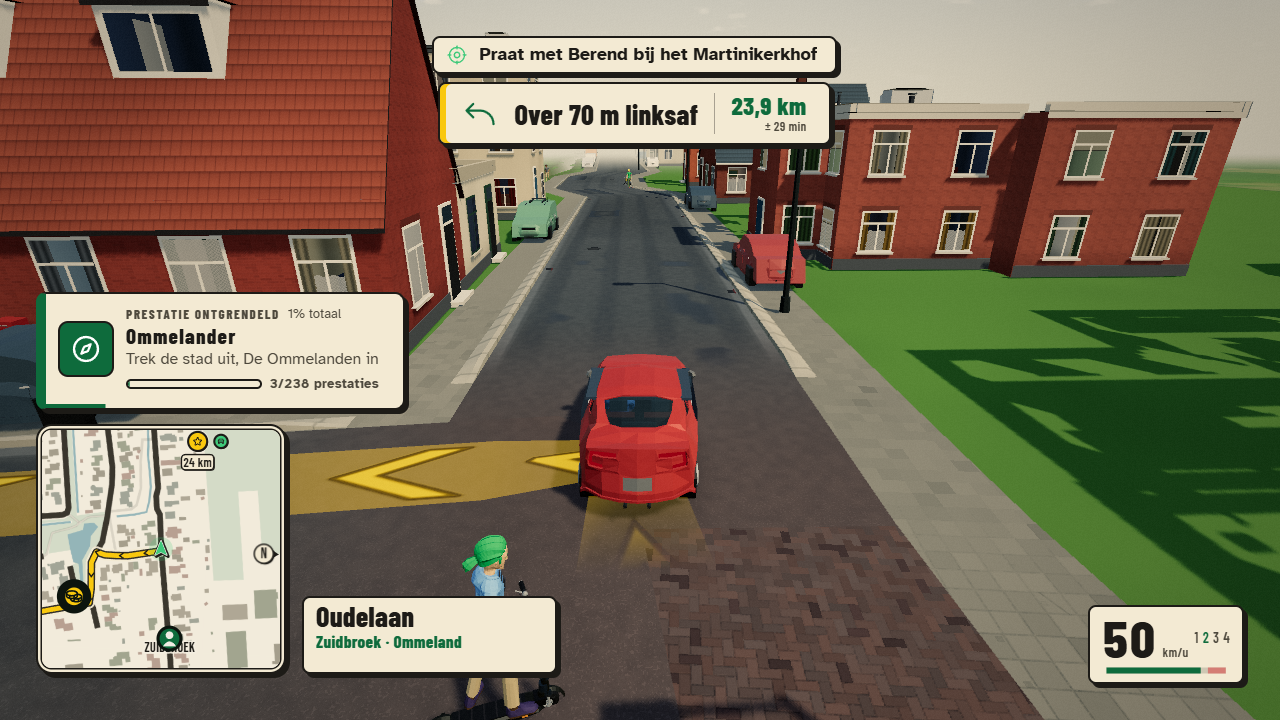 Praat met Berend bij het Martinikerkhof
Over 70 m linksaf
23,9 km
± 29 min
PRESTATIE ONTGRENDELD 1% totaal
Ommelander
Trek de stad uit, De Ommelanden in
3/238 prestaties
24 km
N
Oudelaan
Zuidbroek · Ommeland
50 km/u
1 2 3 4